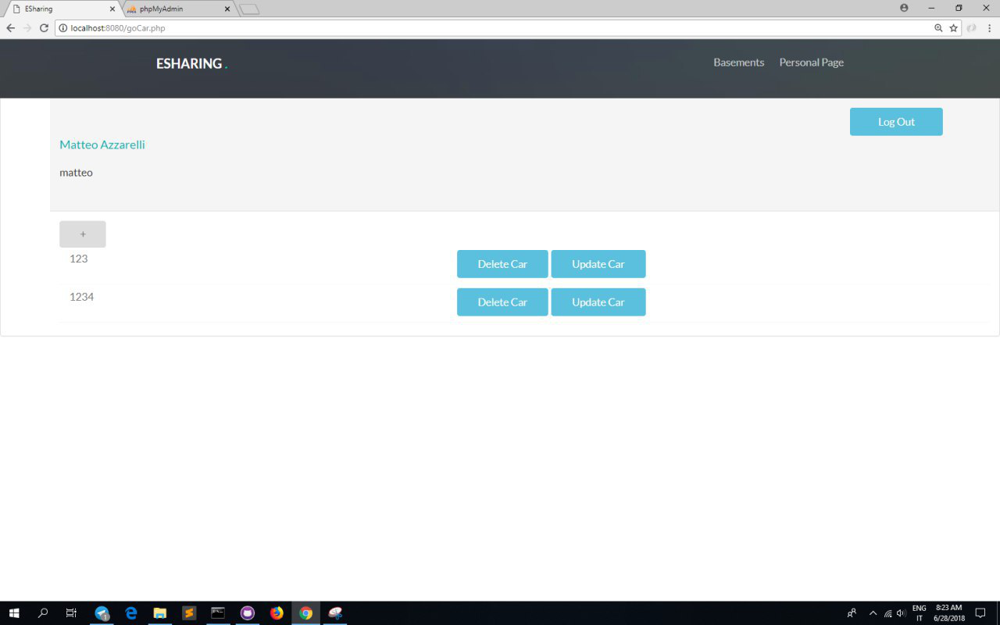 ESharing
phpMyAdmin
localhost:8080/goCar.php
ESHARING .
Basements
Personal Page
Log Out
Matteo Azzarelli
matteo
+
123
Delete Car
Update Car
1234
Delete Car
Update Car
1
ENG
IT
8:23 AM
6/28/2018